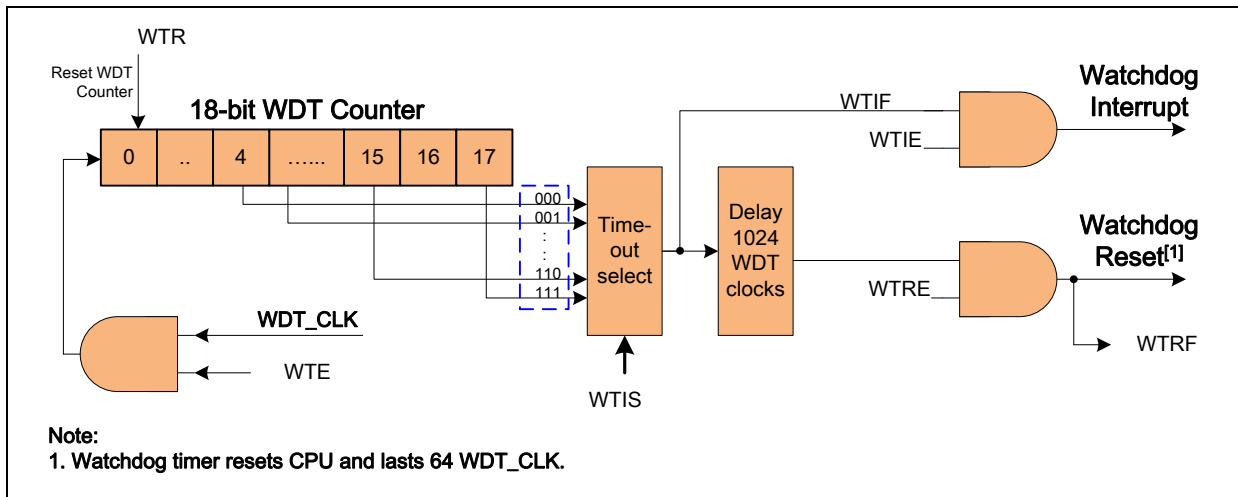 WTR
Reset WDT
Counter
18-bit WDT Counter
0 .. 4 …... 15 16 17
000
001
:
:
110
111
Time-
out
select
WTIS
Delay
1024
WDT
clocks
WTIF
WTIE
Watchdog
Interrupt
WTRE
Watchdog
Reset[1]
WTRF
WDT_CLK
WTE
Note:
1. Watchdog timer resets CPU and lasts 64 WDT_CLK.